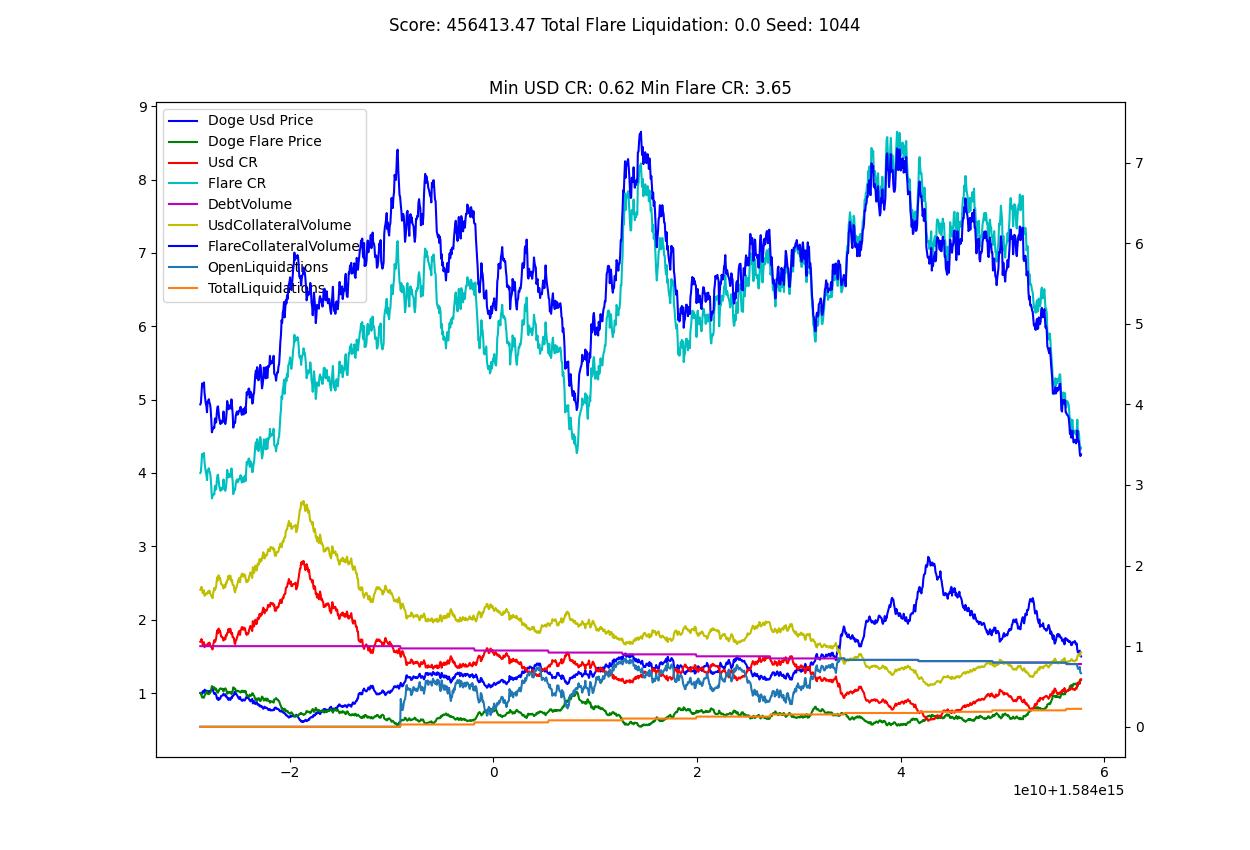 Score: 456413.47 Total Flare Liquidation: 0.0 Seed: 1044
Min USD CR: 0.62 Min Flare CR: 3.65
Doge Usd Price
Doge Flare Price
Usd CR
Flare CR
DebtVolume
UsdCollateralVolume
FlareCollateralVolume
OpenLiquidations
TotalLiquidations
9
8
7
6
5
4
3
2
1
7
6
5
4
3
2
1
0
−2
0
2
4
6
1e10+1.584e15